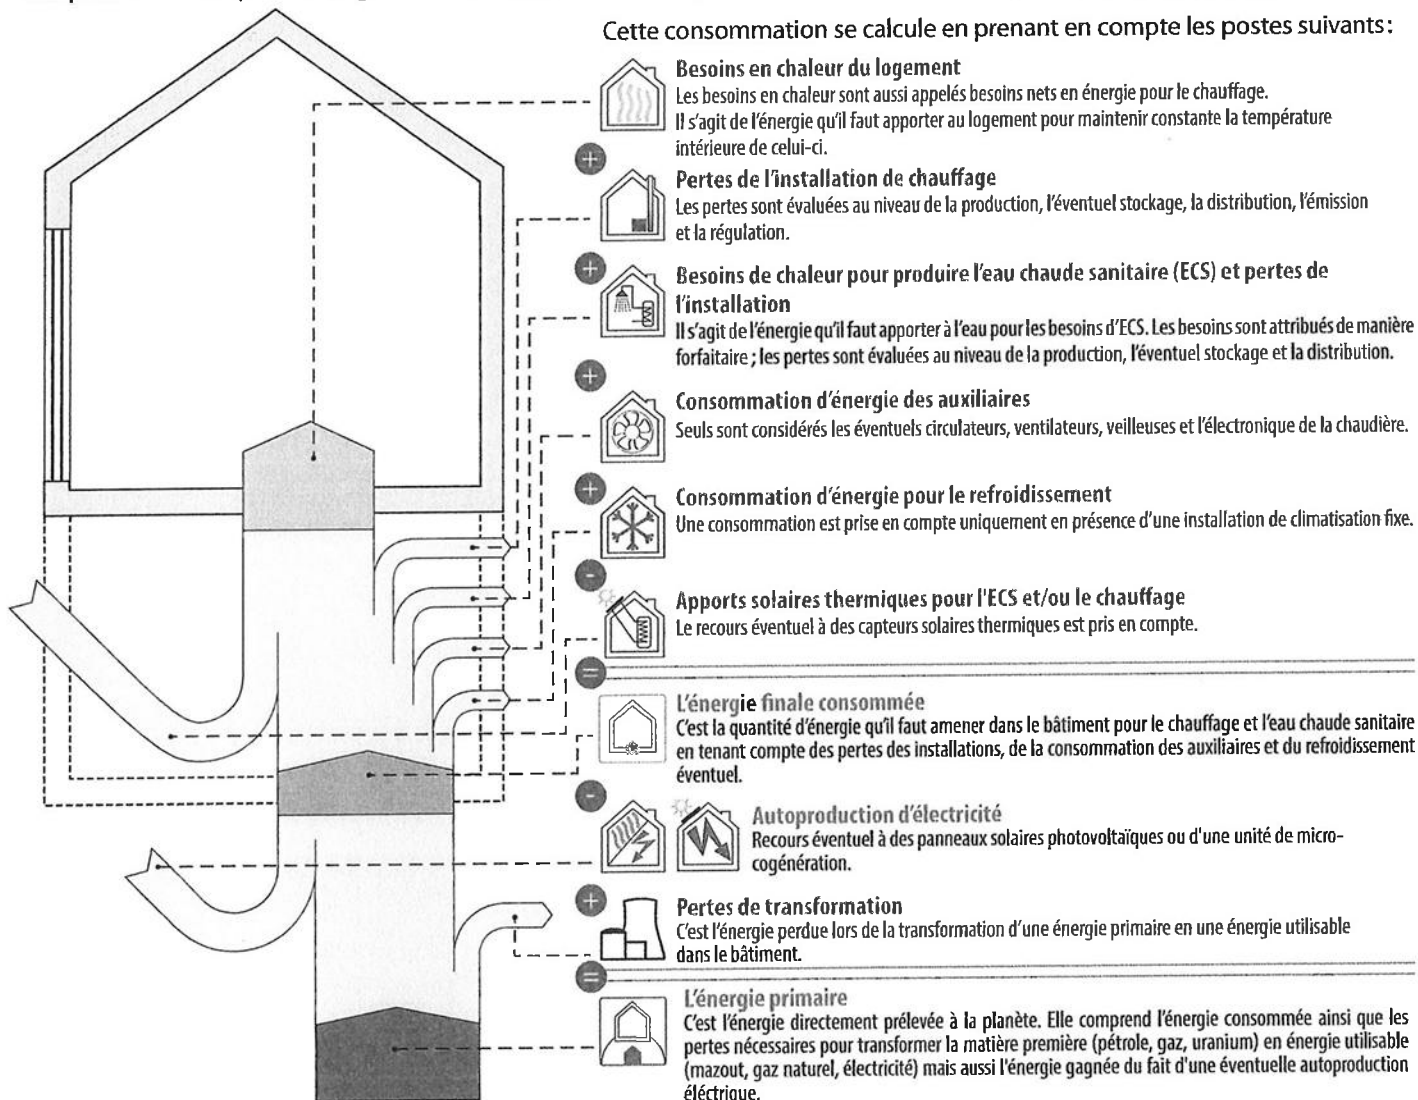 Cette consommation se calcule en prenant en compte les postes suivants:
Besoins en chaleur du logement
Les besoins en chaleur sont aussi appelés besoins nets en énergie pour le chauffage.
Il s'agit de l'énergie qu'il faut apporter au logement pour maintenir constante la température
intérieure de celui-ci.
+
Pertes de l'installation de chauffage
Les pertes sont évaluées au niveau de la production, l'éventuel stockage, la distribution, l'émission
et la régulation.
+
Besoins de chaleur pour produire l'eau chaude sanitaire (ECS) et pertes de
l'installation
Il s'agit de l'énergie qu'il faut apporter à l'eau pour les besoins d'ECS. Les besoins sont attribués de manière
forfaitaire ; les pertes sont évaluées au niveau de la production, l'éventuel stockage et la distribution.
+
Consommation d'énergie des auxiliaires
Seuls sont considérés les éventuels circulateurs, ventilateurs, veilleuses et l'électronique de la chaudière.
+
Consommation d'énergie pour le refroidissement
Une consommation est prise en compte uniquement en présence d'une installation de climatisation fixe.
-
Apports solaires thermiques pour l'ECS et/ou le chauffage
Le recours éventuel à des capteurs solaires thermiques est pris en compte.
=
L'énergie finale consommée
C'est la quantité d'énergie qu'il faut amener dans le bâtiment pour le chauffage et l'eau chaude sanitaire
en tenant compte des pertes des installations, de la consommation des auxiliaires et du refroidissement
éventuel.
-
Autoproduction d'électricité
Recours éventuel à des panneaux solaires photovoltaïques ou d'une unité de micro-
cogénération.
+
Pertes de transformation
C'est l'énergie perdue lors de la transformation d'une énergie primaire en une énergie utilisable
dans le bâtiment.
=
L'énergie primaire
C'est l'énergie directement prélevée à la planète. Elle comprend l'énergie consommée ainsi que les
pertes nécessaires pour transformer la matière première (pétrole, gaz, uranium) en énergie utilisable
(mazout, gaz naturel, électricité) mais aussi l'énergie gagnée du fait d'une éventuelle autoproduction
éléctrique.